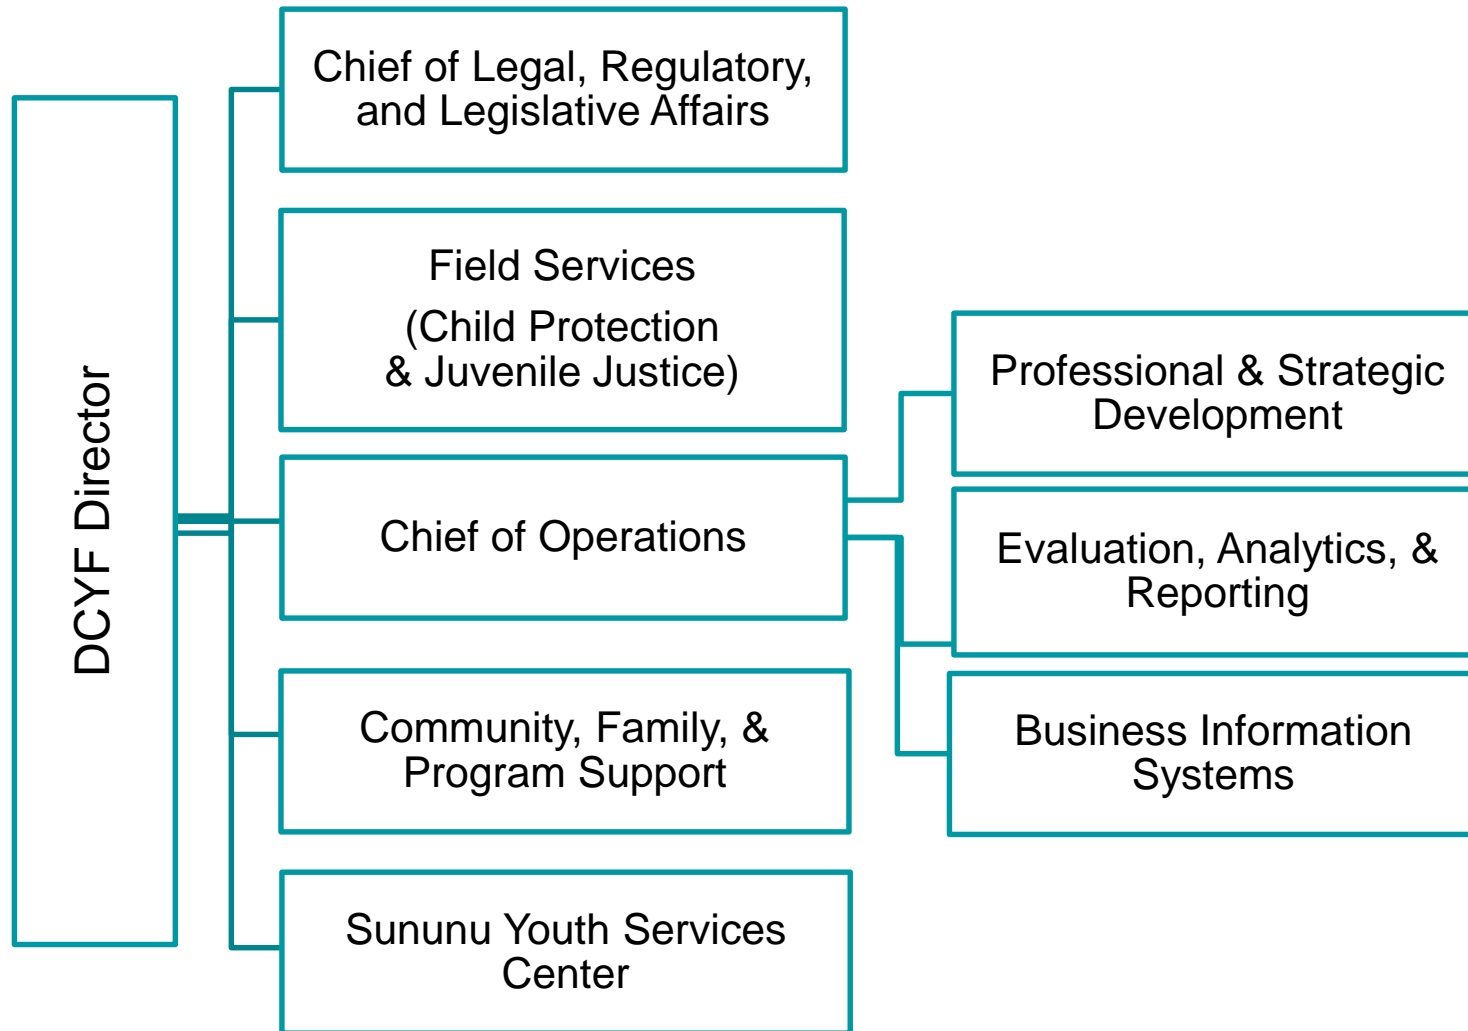 DCYF Director
Chief of Legal, Regulatory,
and Legislative Affairs
Field Services
(Child Protection
& Juvenile Justice)
Chief of Operations
Community, Family, &
Program Support
Sununu Youth Services
Center
Professional & Strategic
Development
Evaluation, Analytics, &
Reporting
Business Information
Systems